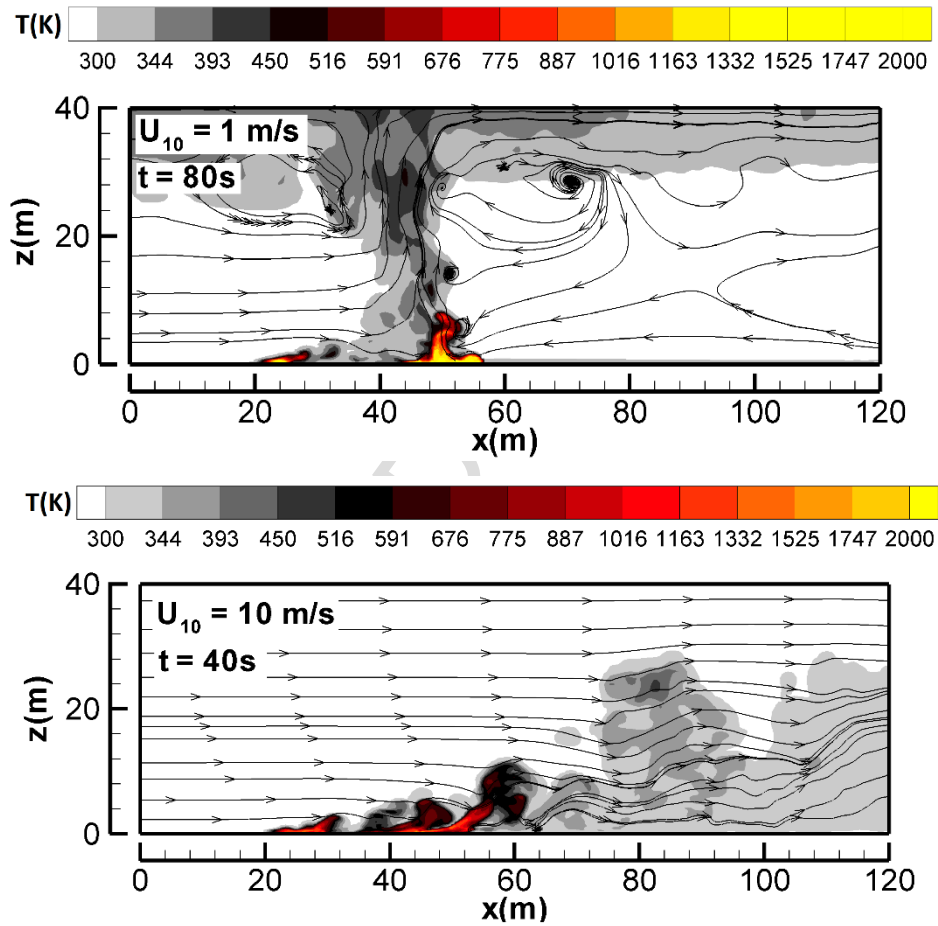 T(K)
300 344 393 450 516 591 676 775 887 1016 1163 1332 1525 1747 2000
40
U₁₀ = 1 m/s
t = 80s
z(m)
20
0
0 20 40 60 80 100 120
x(m)
T(K)
300 344 393 450 516 591 676 775 887 1016 1163 1332 1525 1747 2000
40
U₁₀ = 10 m/s
t = 40s
z(m)
20
0
0 20 40 60 80 100 120
x(m)